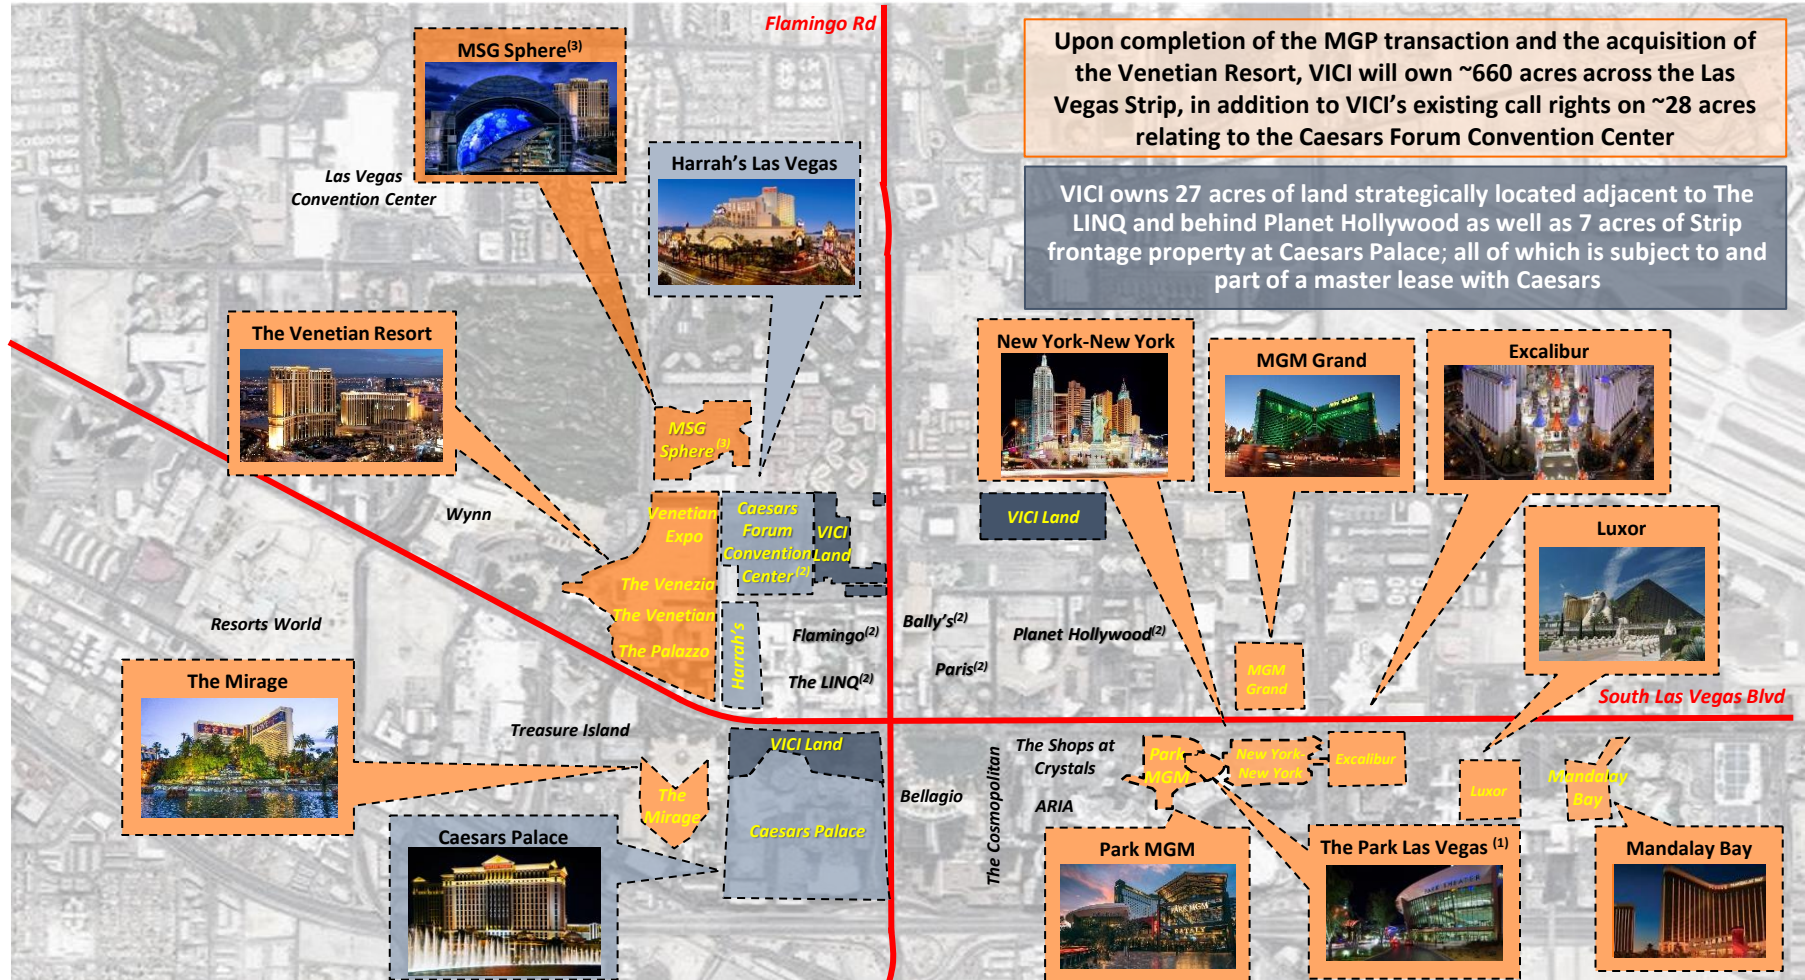 Flamingo Rd
Upon completion of the MGP transaction and the acquisition of
the Venetian Resort, VICI will own ~660 acres across the Las
Vegas Strip, in addition to VICI's existing call rights on ~28 acres
relating to the Caesars Forum Convention Center
VICI owns 27 acres of land strategically located adjacent to The
LINQ and behind Planet Hollywood as well as 7 acres of Strip
frontage property at Caesars Palace; all of which is subject to and
part of a master lease with Caesars
MSG Sphere(3)
Las Vegas
Convention Center
Harrah's Las Vegas
The Venetian Resort
New York-New York
MGM Grand
Excalibur
Luxor
MSG
Sphere (3)
Wynn
Venetian
Expo
Caesars
Forum
Convention
Center (2)
VICI
Land
VICI Land
The Venezia
The Venetian
The Palazzo
Harrah's
Resorts World
Flamingo(2)
Bally's(2)
Planet Hollywood(2)
The LINQ(2)
Paris(2)
MGM
Grand
South Las Vegas Blvd
The Mirage
Treasure Island
VICI Land
The
Mirage
Caesars Palace
Caesars Palace
Bellagio
The Cosmopolitan
The Shops at
Crystals
ARIA
Park
MGM
New York-
New York
Excalibur
Luxor
Mandalay
Bay
Park MGM
PARK MGM
EATALY
The Park Las Vegas (1)
PARK THEATER
Mandalay Bay